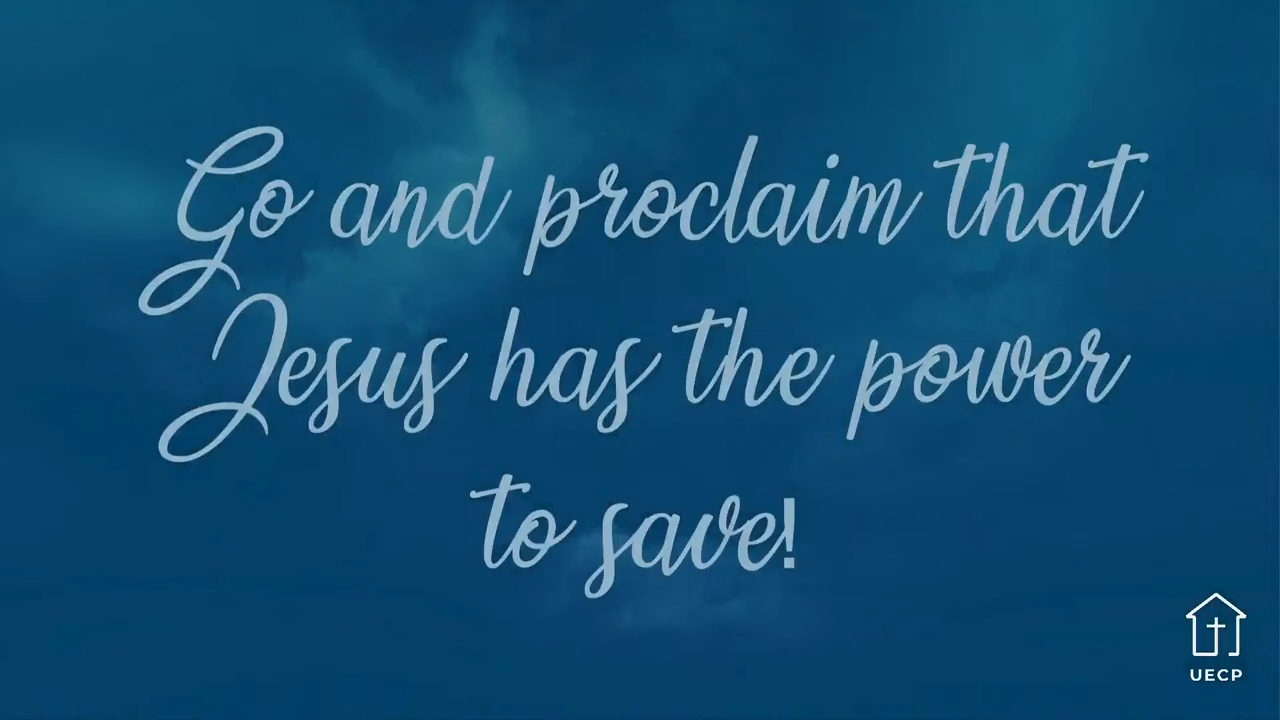 Go and proclaim that
Jesus has the power
to save!
UECP